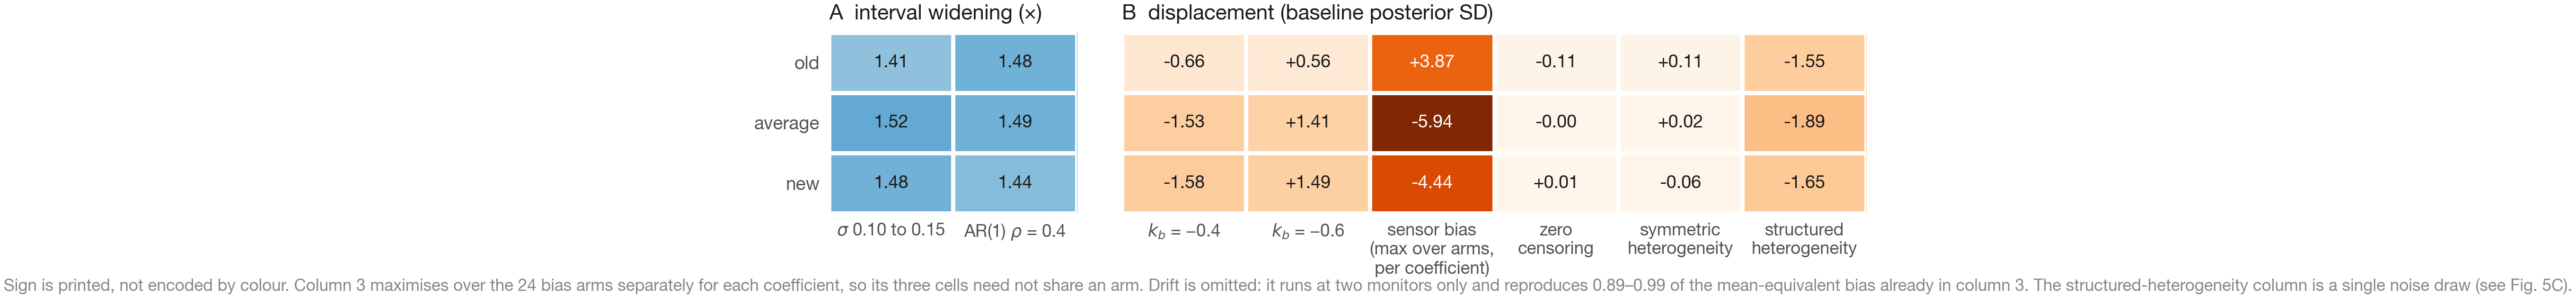 A interval widening (×)
B displacement (baseline posterior SD)
old 1.41 1.48 -0.66 +0.56 +3.87 -0.11 +0.11 -1.55
average 1.52 1.49 -1.53 +1.41 -5.94 -0.00 +0.02 -1.89
new 1.48 1.44 -1.58 +1.49 -4.44 +0.01 -0.06 -1.65
σ 0.10 to 0.15
AR(1) ρ = 0.4
k_b = −0.4
k_b = −0.6
sensor bias
(max over arms,
per coefficient)
zero
censoring
symmetric
heterogeneity
structured
heterogeneity
Sign is printed, not encoded by colour. Column 3 maximises over the 24 bias arms separately for each coefficient, so its three cells need not share an arm. Drift is omitted: it runs at two monitors only and reproduces 0.89–0.99 of the mean-equivalent bias already in column 3. The structured-heterogeneity column is a single noise draw (see Fig. 5C).